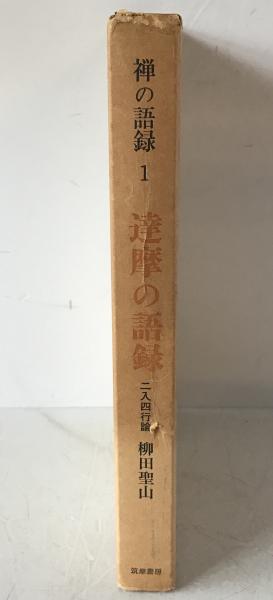 禅の語録
1
達摩の語録
二入四行論
柳田聖山
筑摩書房